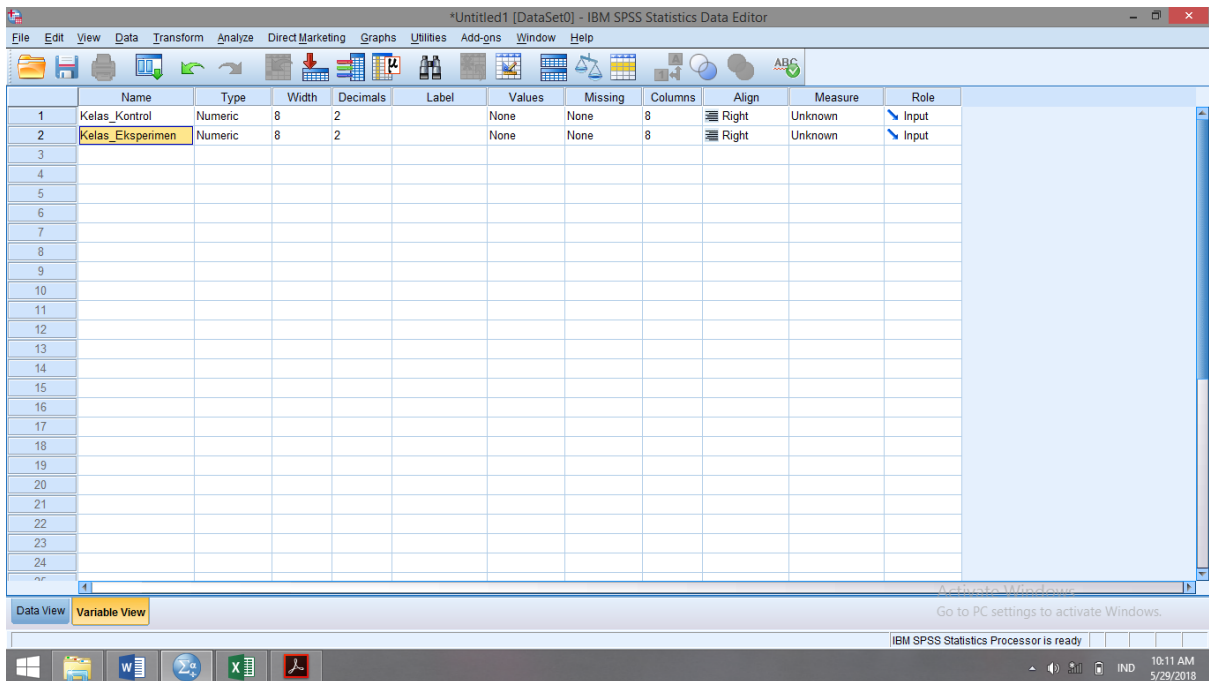 *Untitled1 [DataSet0] - IBM SPSS Statistics Data Editor
File Edit View Data Transform Analyze Direct Marketing Graphs Utilities Add-ons Window Help
Name Type Width Decimals Label Values Missing Columns Align Measure Role
1 Kelas_Kontrol Numeric 8 2 None None 8 Right Unknown Input
2 Kelas_Eksperimen Numeric 8 2 None None 8 Right Unknown Input
3
4
5
6
7
8
9
10
11
12
13
14
15
16
17
18
19
20
21
22
23
24
25
Activate Windows
Data View Variable View Go to PC settings to activate Windows.
IBM SPSS Statistics Processor is ready
IND 10:11 AM
5/29/2018